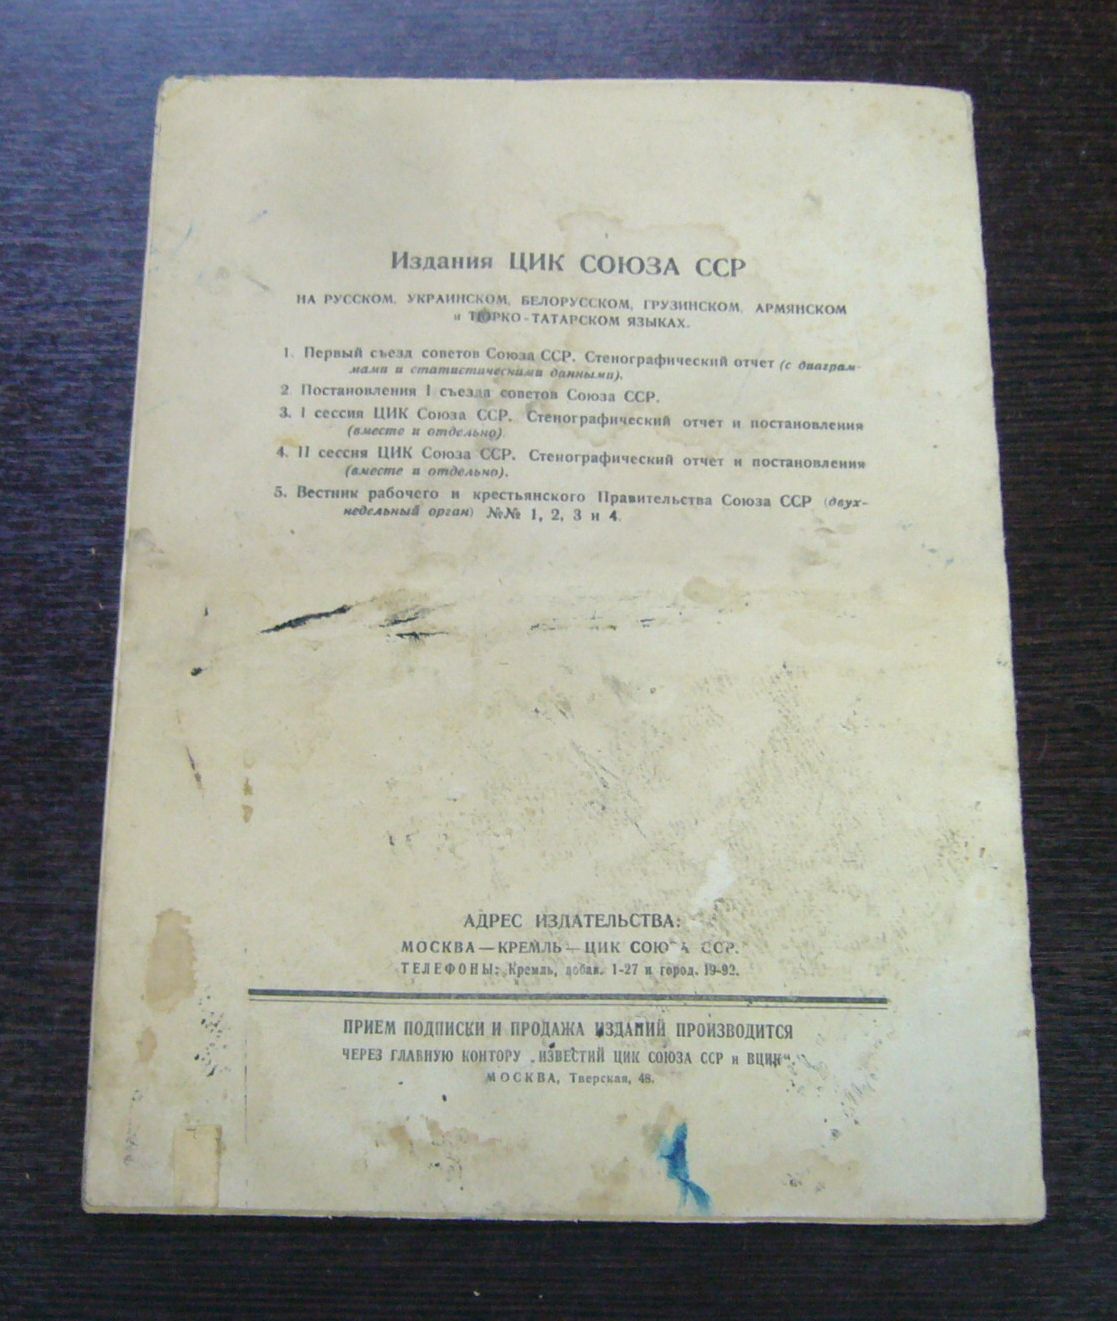 Издания ЦИК СОЮЗА ССР
НА РУССКОМ, УКРАИНСКОМ, БЕЛОРУССКОМ, ГРУЗИНСКОМ, АРМЯНСКОМ
и ТЮРКО-ТАТАРСКОМ ЯЗЫКАХ.
1. Первый съезд советов Союза ССР. Стенографический отчет (с диаграм-
мами и статистическими данными).
2. Постановления I съезда советов Союза ССР.
3. I сессия ЦИК Союза ССР. Стенографический отчет и постановления
(вместе и отдельно).
4. II сессия ЦИК Союза ССР. Стенографический отчет и постановления
(вместе и отдельно).
5. Вестник рабочего и крестьянского Правительства Союза ССР (двух-
недельный орган) №№ 1, 2, 3 и 4.
АДРЕС ИЗДАТЕЛЬСТВА:
МОСКВА—КРЕМЛЬ—ЦИК СОЮЗА ССР.
ТЕЛЕФОНЫ: Кремль, добав. 1-27 и город. 19-92.
ПРИЕМ ПОДПИСКИ И ПРОДАЖА ИЗДАНИЙ ПРОИЗВОДИТСЯ
ЧЕРЕЗ ГЛАВНУЮ КОНТОРУ „ИЗВЕСТИЙ ЦИК СОЮЗА ССР и ВЦИК"
МОСКВА, Тверская, 48.